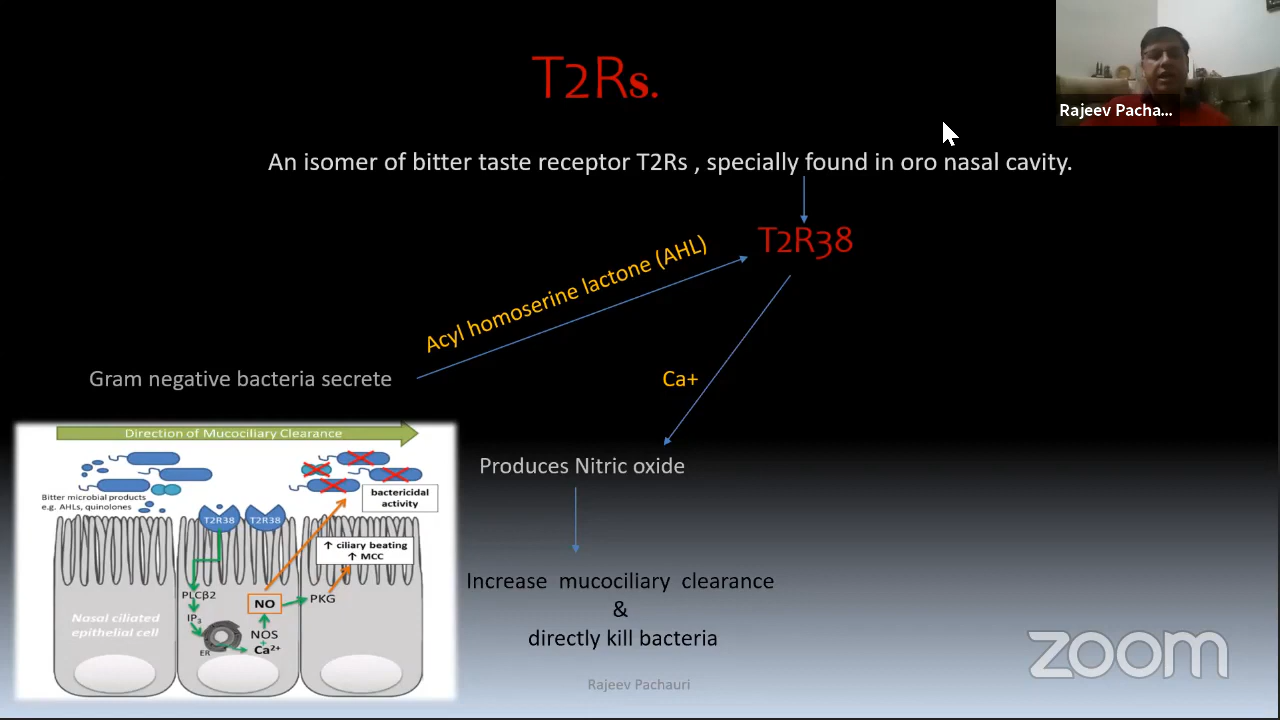 T2Rs.
Rajeev Pacha...
An isomer of bitter taste receptor T2Rs , specially found in oro nasal cavity.
T2R38
Acyl homoserine lactone (AHL)
Gram negative bacteria secrete
Ca+
Direction of Mucociliary Clearance
Bitter microbial products
e.g. AHLs, quinolones
bactericidal
activity
T2R38
T2R38
↑ ciliary beating
↑ MCC
PLCβ2
NO
PKG
IP3
Nasal ciliated
epithelial cell
NOS
+
ER
Ca2+
Produces Nitric oxide
Increase mucociliary clearance
&
directly kill bacteria
Rajeev Pachauri
zoom